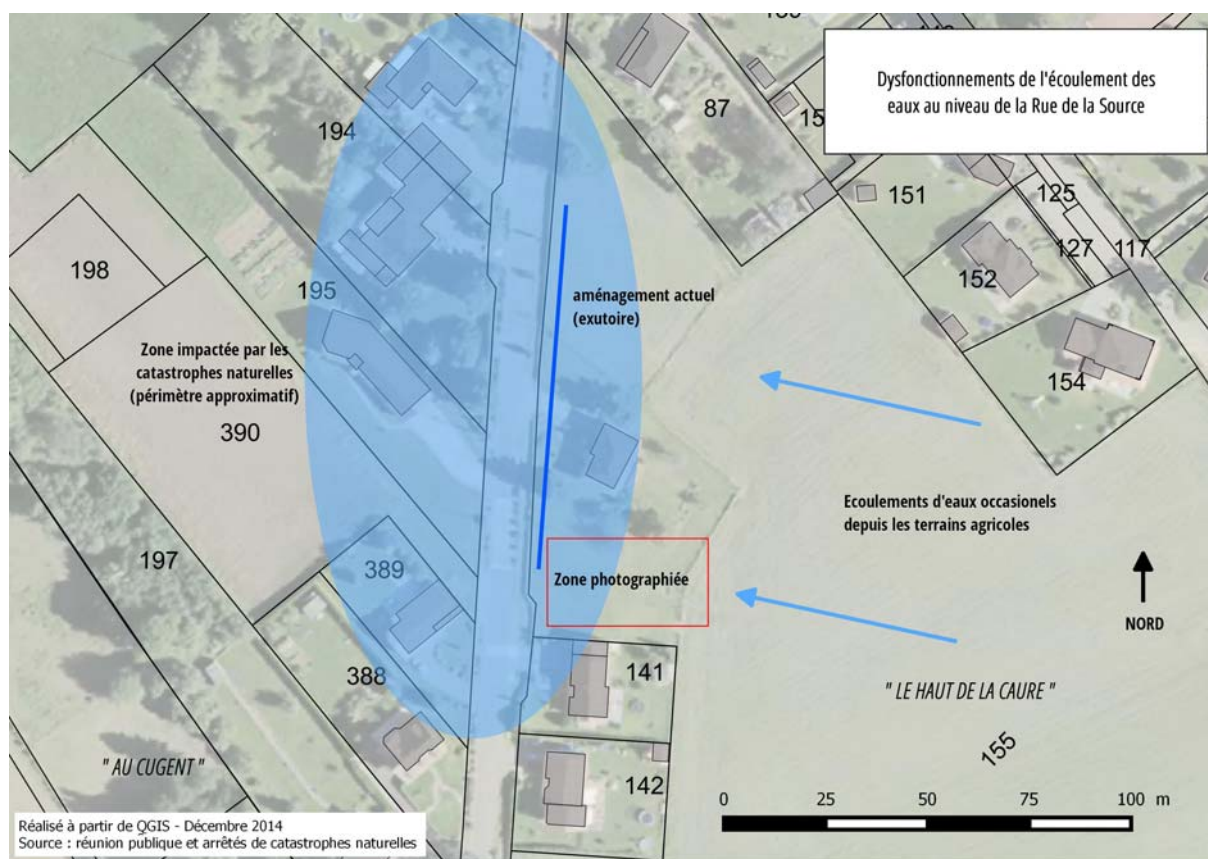 Dysfonctionnements de l'écoulement des
eaux au niveau de la Rue de la Source
194
87
151
125
127
117
152
154
198
195
aménagement actuel
(exutoire)
Zone impactée par les
catastrophes naturelles
(périmètre approximatif)
390
Ecoulements d'eaux occasionels
depuis les terrains agricoles
197
389
Zone photographiée
NORD
388
141
" LE HAUT DE LA CAURE "
155
" AU CUGENT "
142
0 25 50 75 100 m
Réalisé à partir de QGIS - Décembre 2014
Source : réunion publique et arrêtés de catastrophes naturelles